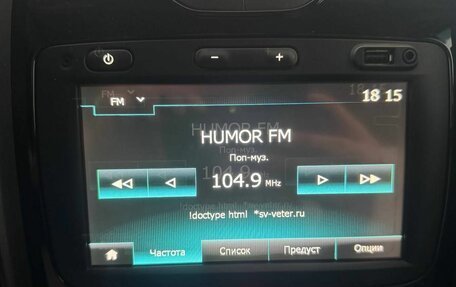 18 15
FM
HUMOR FM
Поп-муз.
104.9 MHz
!doctype html *sv-veter.ru
Частота Список Предуст Опции